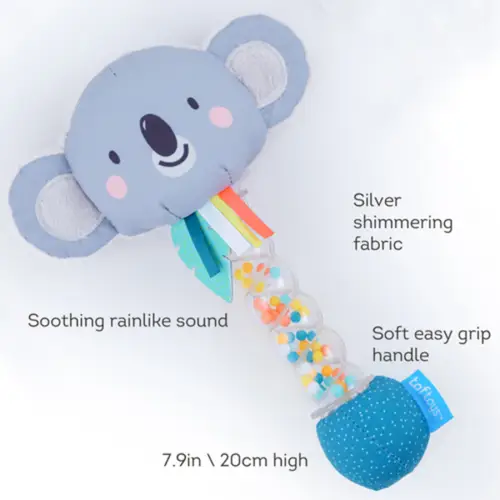 Silver
shimmering
fabric
Soothing rainlike sound
Soft easy grip
handle
taftoys
7.9in \ 20cm high